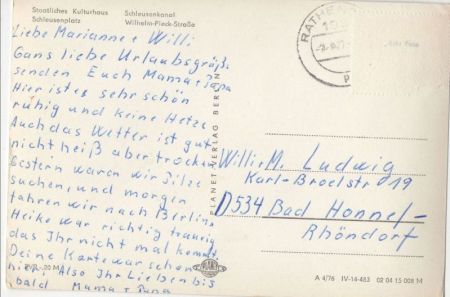 Staatliches Kulturhaus Schleusenkanal
Schleusenplatz Wilhelm-Pieck-Straße
Liebe Marianne + Willi
Gans liebe Urlaubsgrüße
senden Euch Mama + Papa
Hier ist es sehr schön
ruhig und keine Hetze
Auch das Wetter ist gut
nicht heiß aber trocken
Gestern waren wir Pilze
suchen, und morgen
fahren wir nach Berlin.
Heike war richtig traurig
das Ihr nicht mal kommt.
Deine Karte war schon
hier. Also Ihr Lieben bis
bald Mama + Papa
RATHEN
PLANET VERLAG BERLIN
Willi + M. Ludwig
Karl-Broelstr 19
D534 Bad Honnef-
Rhöndorf
A 4/76 IV-14-483 02 04 15 008 M